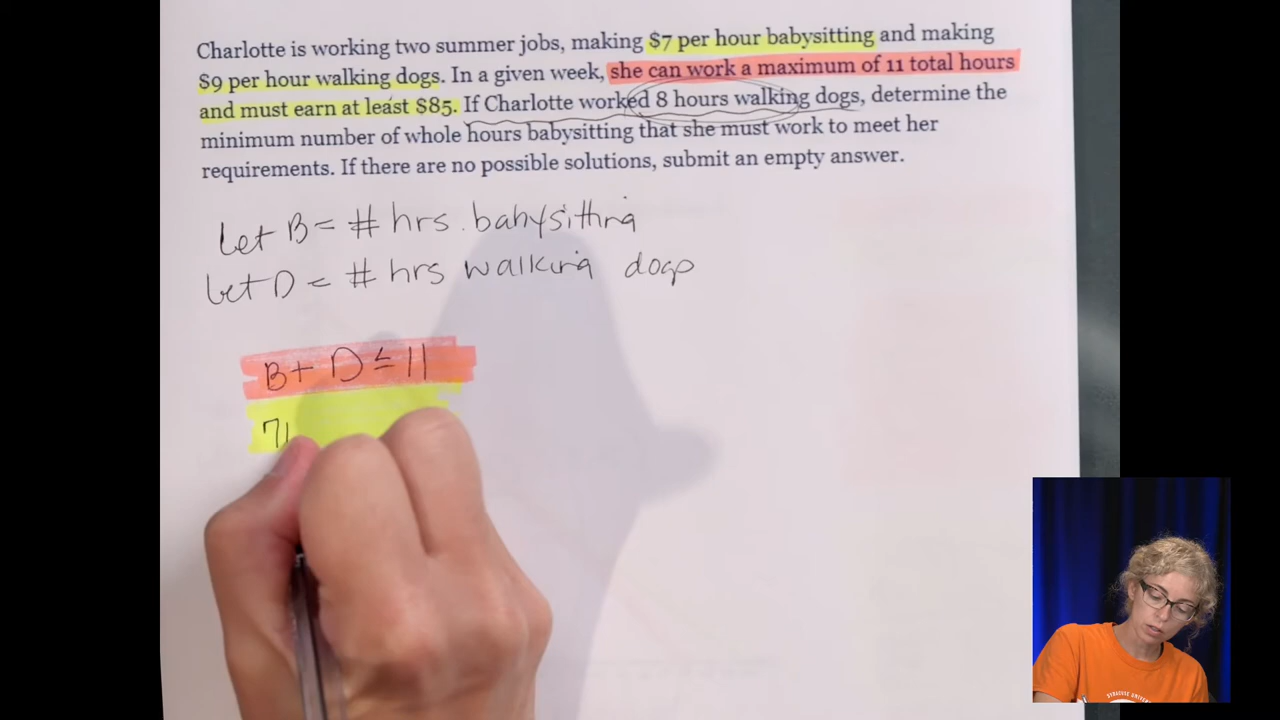 Charlotte is working two summer jobs, making $7 per hour babysitting and making
$9 per hour walking dogs. In a given week, she can work a maximum of 11 total hours
and must earn at least $85. If Charlotte worked 8 hours walking dogs, determine the
minimum number of whole hours babysitting that she must work to meet her
requirements. If there are no possible solutions, submit an empty answer.
Let B = # hrs. babysitting
Let D = # hrs walking dogs
B + D ≤ 11
7
SYRACUSE UNIVERSITY